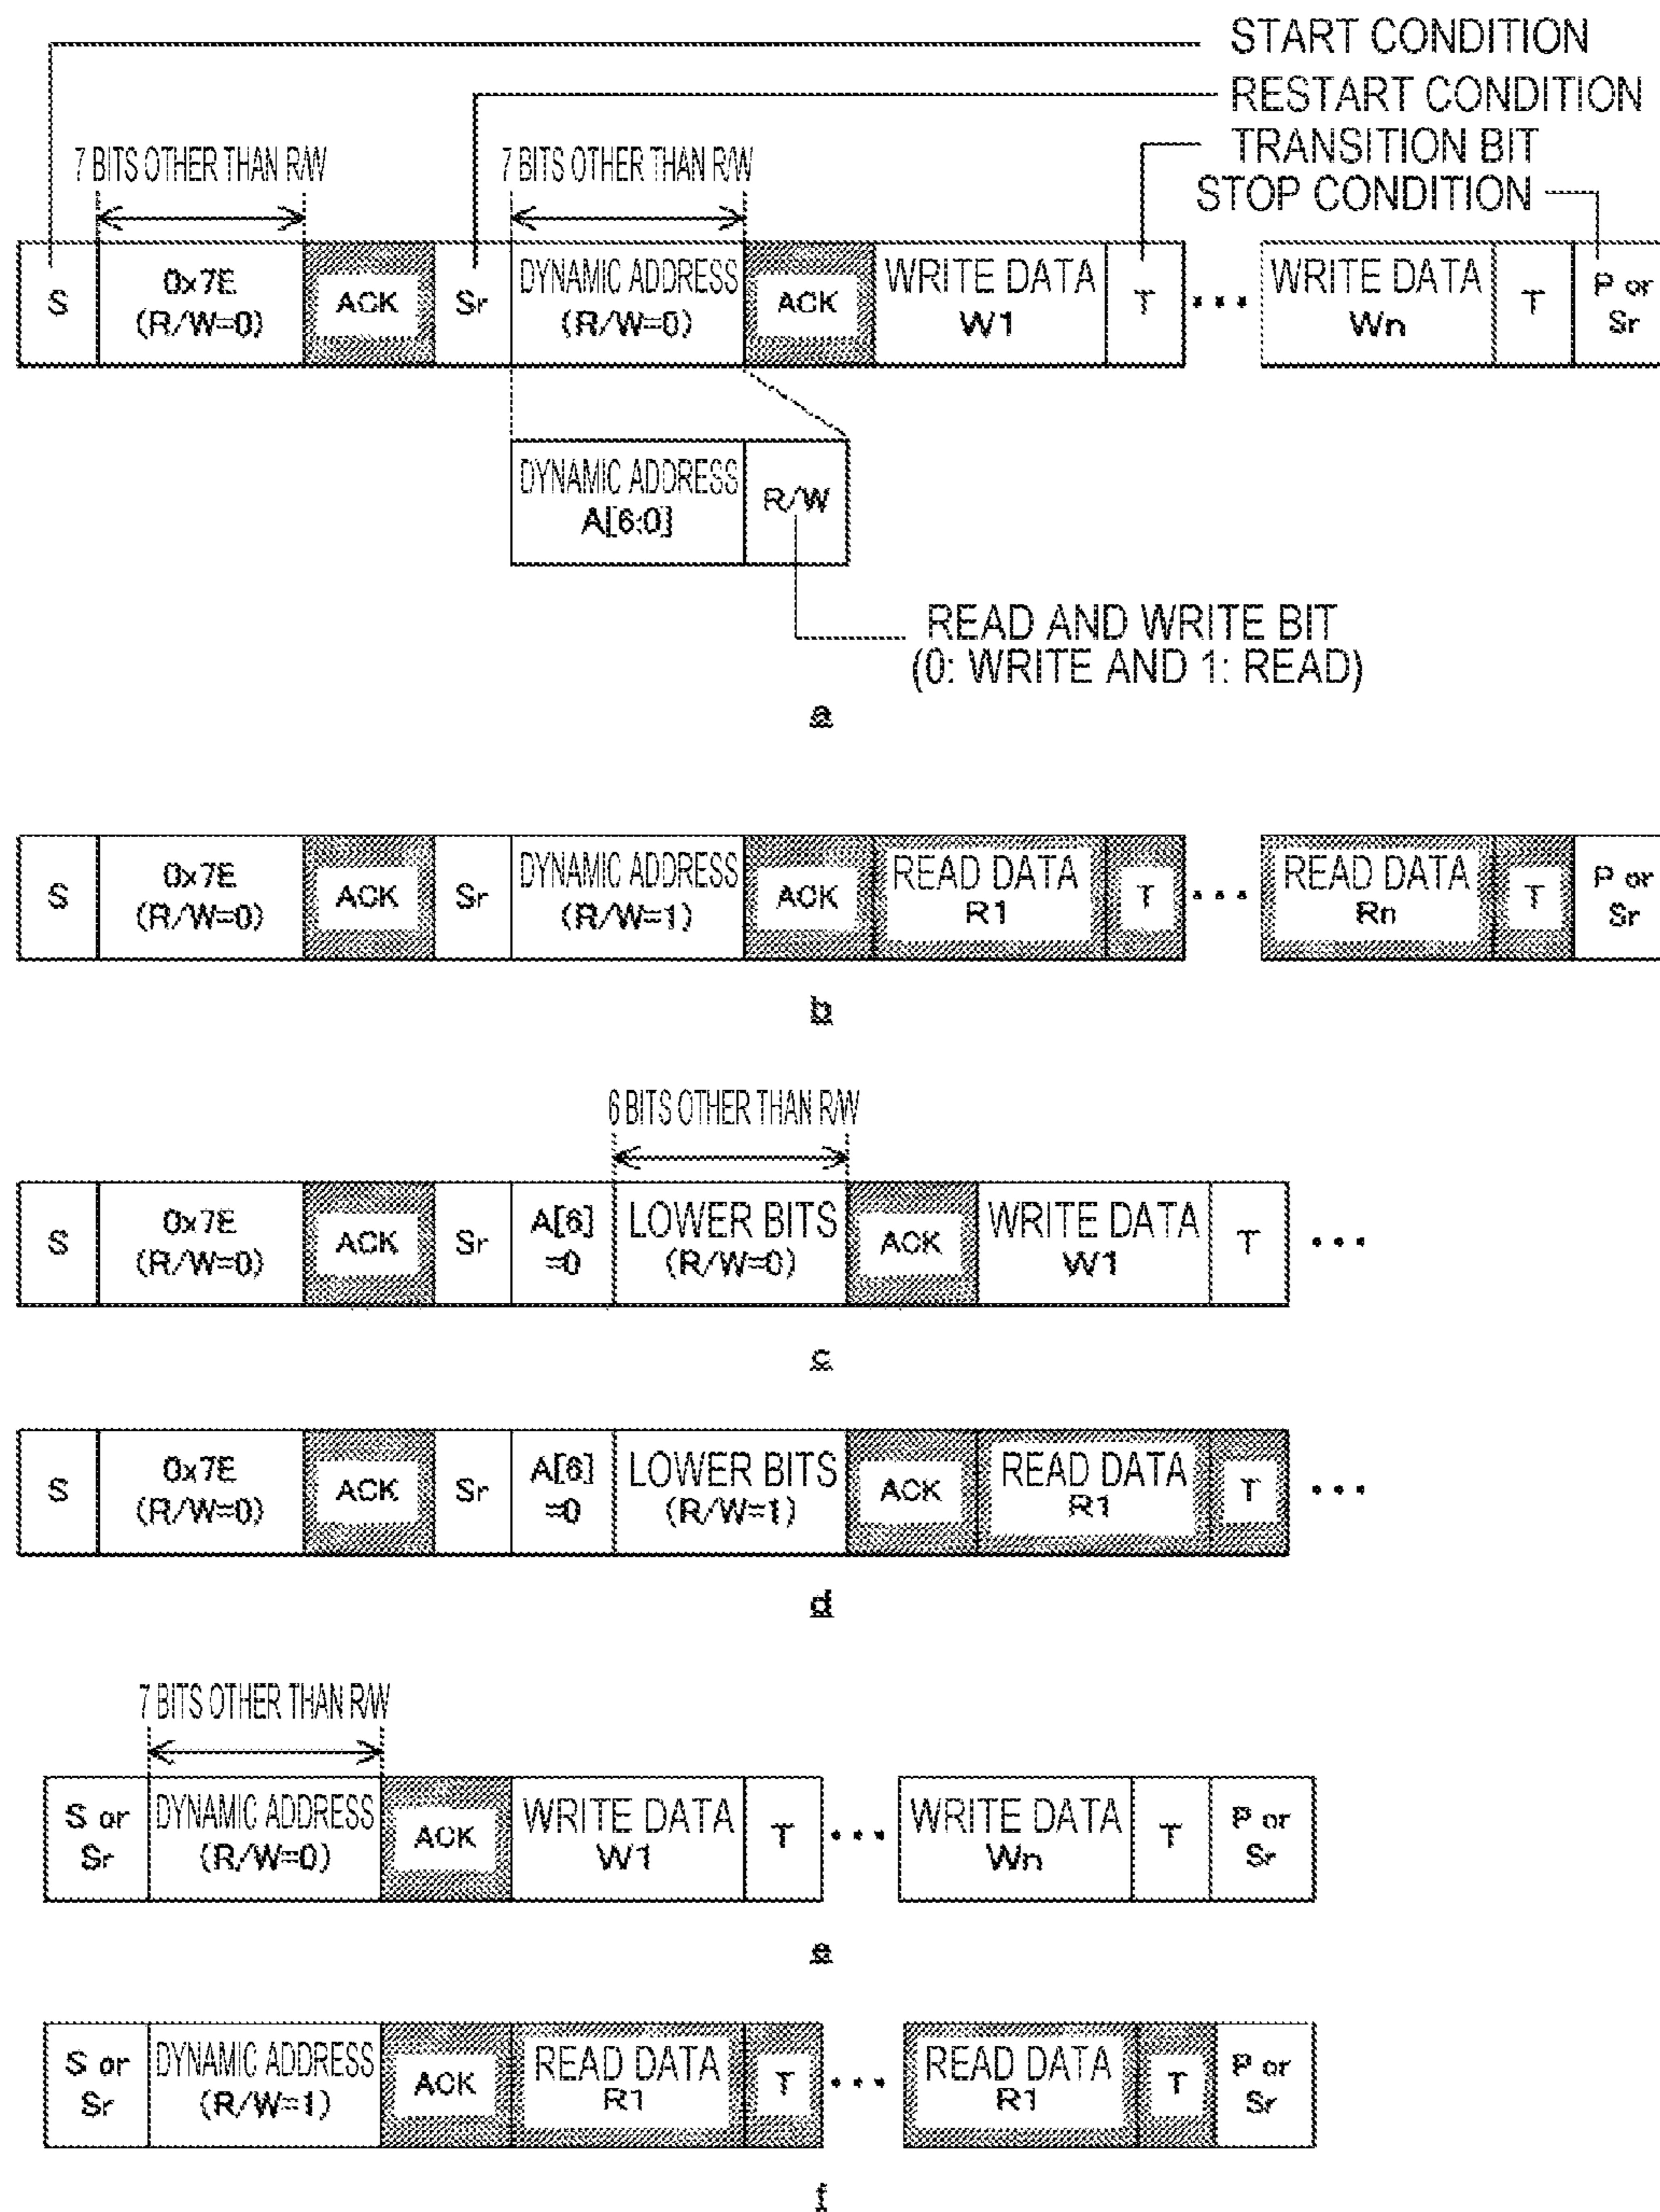 START CONDITION
RESTART CONDITION
TRANSITION BIT
STOP CONDITION
7 BITS OTHER THAN R/W
7 BITS OTHER THAN R/W
S
0x7E
(R/W=0)
ACK
Sr
DYNAMIC ADDRESS
(R/W=0)
ACK
WRITE DATA
W1
T
...
WRITE DATA
Wn
T
P or
Sr
DYNAMIC ADDRESS
A[6:0]
R/W
READ AND WRITE BIT
(0: WRITE AND 1: READ)
a
S
0x7E
(R/W=0)
ACK
Sr
DYNAMIC ADDRESS
(R/W=1)
ACK
READ DATA
R1
T
...
READ DATA
Rn
T
P or
Sr
b
6 BITS OTHER THAN R/W
S
0x7E
(R/W=0)
ACK
Sr
A[6]
=0
LOWER BITS
(R/W=0)
ACK
WRITE DATA
W1
T
...
c
S
0x7E
(R/W=0)
ACK
Sr
A[6]
=0
LOWER BITS
(R/W=1)
ACK
READ DATA
R1
T
...
d
7 BITS OTHER THAN R/W
S or
Sr
DYNAMIC ADDRESS
(R/W=0)
ACK
WRITE DATA
W1
T
...
WRITE DATA
Wn
T
P or
Sr
e
S or
Sr
DYNAMIC ADDRESS
(R/W=1)
ACK
READ DATA
R1
T
...
READ DATA
R1
T
P or
Sr
f